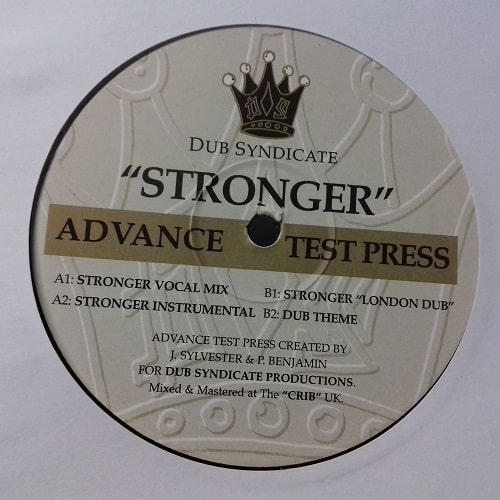 D S
DUB SYNDICATE
"STRONGER"
ADVANCE TEST PRESS
A1: STRONGER VOCAL MIX
A2: STRONGER INSTRUMENTAL
B1: STRONGER "LONDON DUB"
B2: DUB THEME
ADVANCE TEST PRESS CREATED BY
J. SYLVESTER & P. BENJAMIN
FOR DUB SYNDICATE PRODUCTIONS.
Mixed & Mastered at The "CRIB" UK.